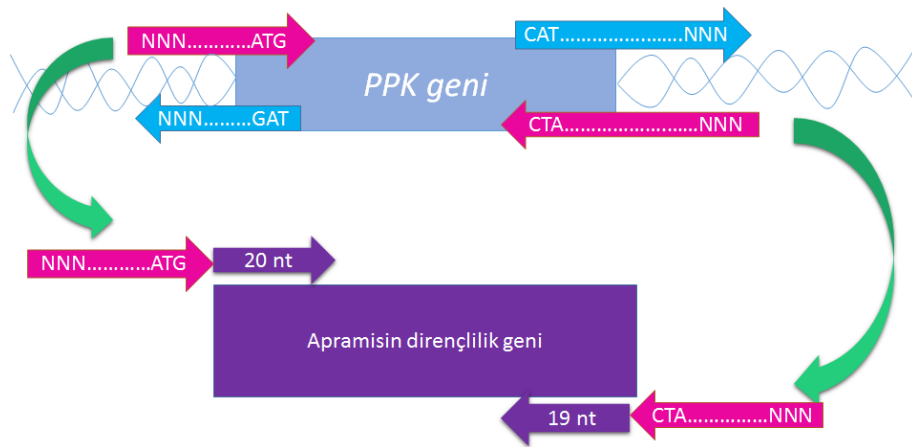 NNN............ATG
CAT.......................NNN
PPK geni
NNN.........GAT
CTA.......................NNN
NNN............ATG
20 nt
Apramisin dirençlilik geni
19 nt
CTA..............NNN